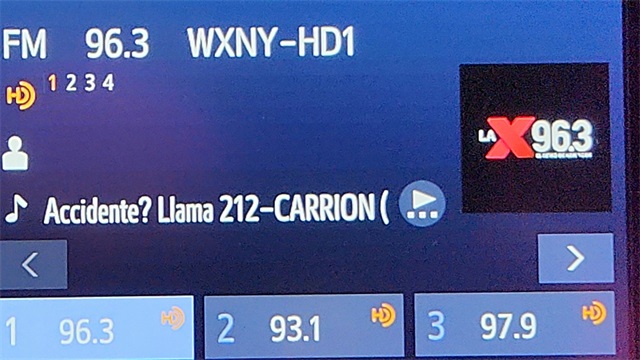 FM 96.3 WXNY-HD1
HD 1 2 3 4
LA X 96.3
Accidente? Llama 212-CARRION (
1 96.3 HD
2 93.1 HD
3 97.9 HD